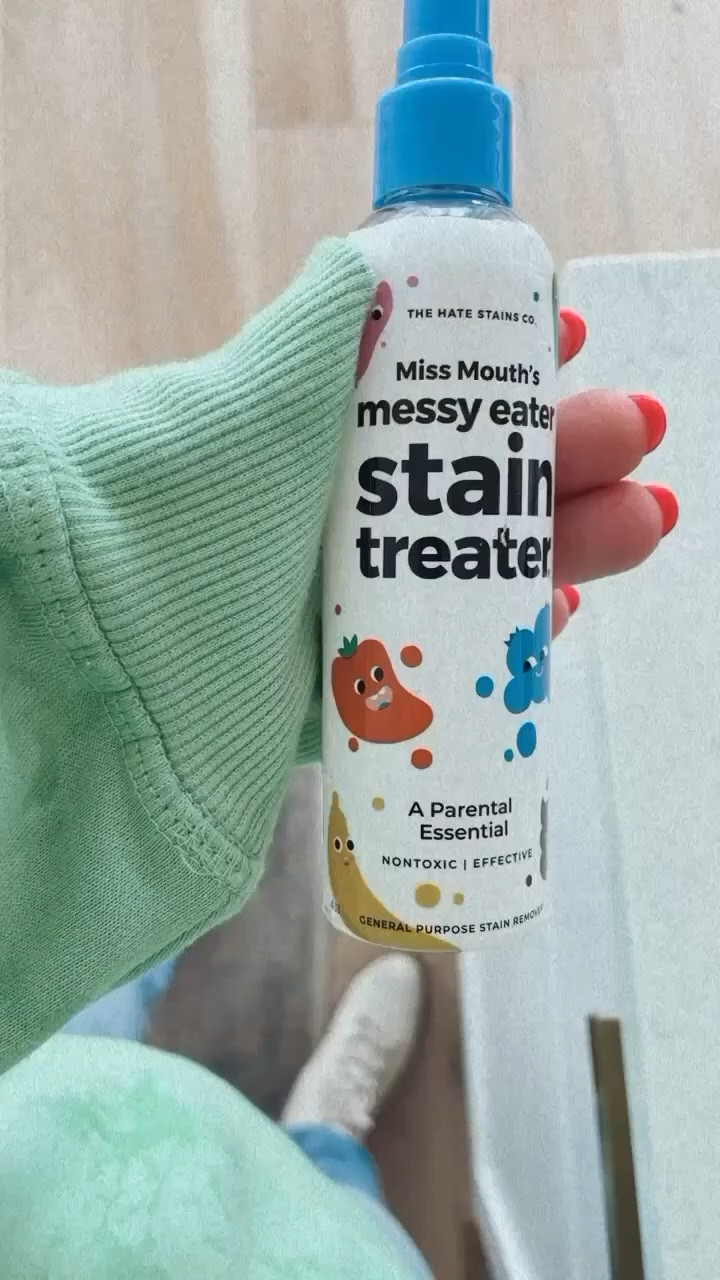 THE HATE STAINS CO.
Miss Mouth's
messy eater
stain
treater
A Parental
Essential
NONTOXIC | EFFECTIVE
GENERAL PURPOSE STAIN REMOVER